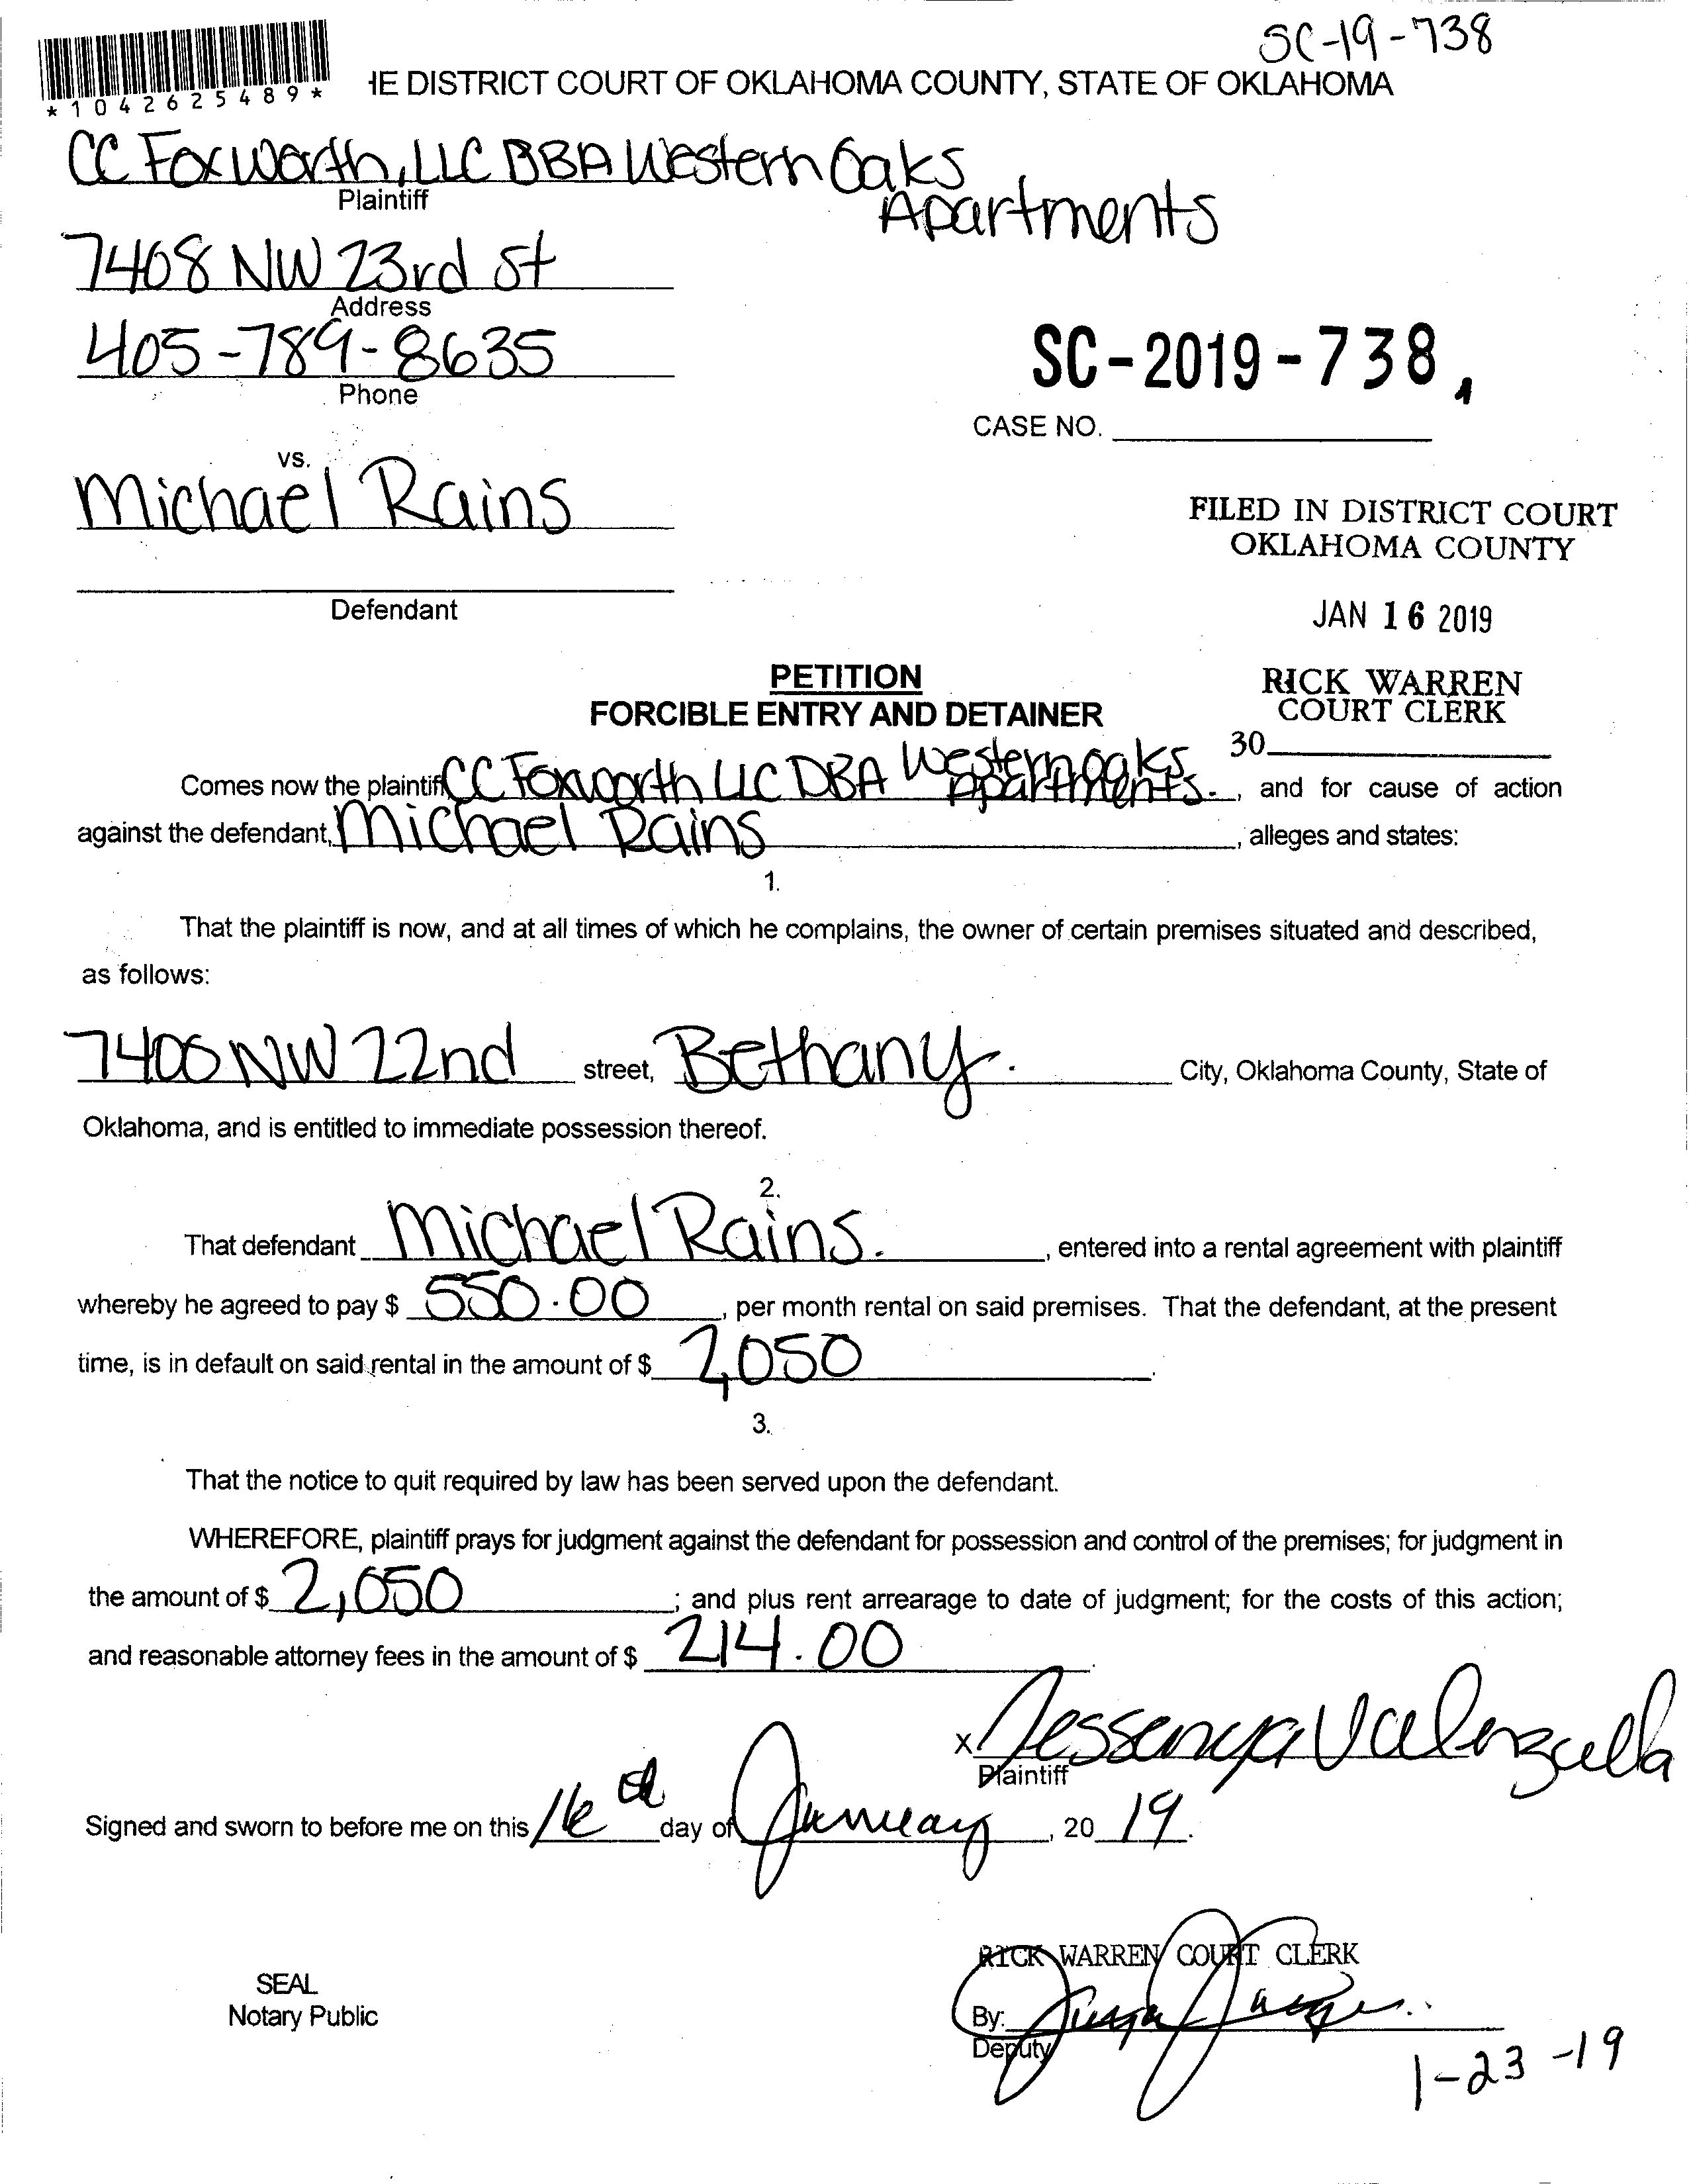 SC-19-738
*1042625489*
HE DISTRICT COURT OF OKLAHOMA COUNTY, STATE OF OKLAHOMA
CC Foxworth, LLC DBA Western Oaks
Apartments
Plaintiff
7408 NW 23rd St
Address
405-789-8635
Phone
SC-2019-738
CASE NO.
vs.
Michael Rains
Defendant
FILED IN DISTRICT COURT
OKLAHOMA COUNTY
JAN 16 2019
RICK WARREN
COURT CLERK
30
PETITION
FORCIBLE ENTRY AND DETAINER
Comes now the plaintiff CC Foxworth LLC DBA Western Oaks Apartments., and for cause of action
against the defendant, Michael Rains, alleges and states:
1.
That the plaintiff is now, and at all times of which he complains, the owner of certain premises situated and described,
as follows:
7400 NW 22nd street, Bethany. City, Oklahoma County, State of
Oklahoma, and is entitled to immediate possession thereof.
2.
That defendant Michael Rains., entered into a rental agreement with plaintiff
whereby he agreed to pay $ 550.00, per month rental on said premises. That the defendant, at the present
time, is in default on said rental in the amount of $ 2,050.
3.
That the notice to quit required by law has been served upon the defendant.
WHEREFORE, plaintiff prays for judgment against the defendant for possession and control of the premises; for judgment in
the amount of $ 2,050; and plus rent arrearage to date of judgment; for the costs of this action;
and reasonable attorney fees in the amount of $ 214.00.
x Jessenya Valenzuela
Plaintiff
Signed and sworn to before me on this 16th day of January, 2019.
RICK WARREN COURT CLERK
SEAL
Notary Public
By:
Deputy
1-23-19